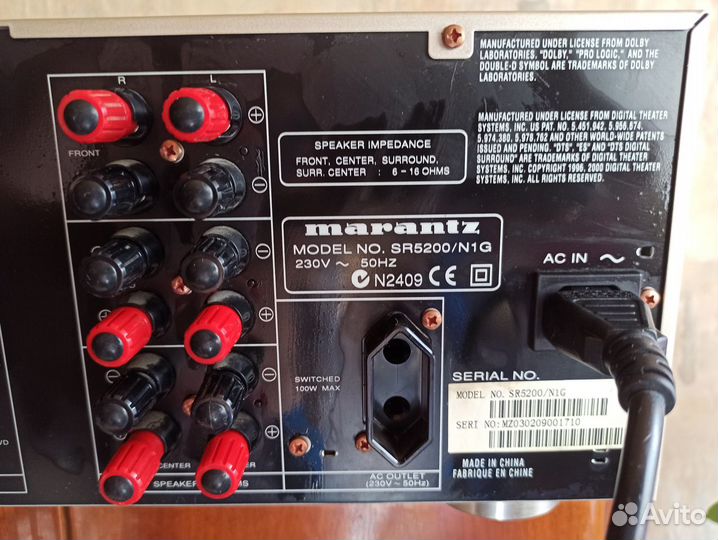 R L
FRONT
SPEAKER IMPEDANCE
FRONT, CENTER, SURROUND,
SURR. CENTER : 6 – 16 OHMS
marantz
MODEL NO. SR5200/N1G
230V ~ 50Hz
N2409 CE
MANUFACTURED UNDER LICENSE FROM DOLBY
LABORATORIES. "DOLBY," "PRO LOGIC," AND THE
DOUBLE-D SYMBOL ARE TRADEMARKS OF DOLBY
LABORATORIES.
MANUFACTURED UNDER LICENSE FROM DIGITAL THEATER
SYSTEMS, INC. US PAT. NO. 5,451,942, 5,956,674,
5,974,380, 5,978,762 AND OTHER WORLD-WIDE PATENTS
ISSUED AND PENDING. "DTS", "ES" AND "DTS DIGITAL
SURROUND" ARE TRADEMARKS OF DIGITAL THEATER
SYSTEMS, INC. COPYRIGHT 1996, 2000 DIGITAL THEATER
SYSTEMS, INC. ALL RIGHTS RESERVED.
AC IN ~
SWITCHED
100W MAX
AC OUTLET
(230V ~ 50Hz)
SERIAL NO.
MODEL NO. SR5200/N1G
SERI NO: MZ030209001710
MADE IN CHINA
FABRIQUE EN CHINE
CENTER
SPEAKER
Avito